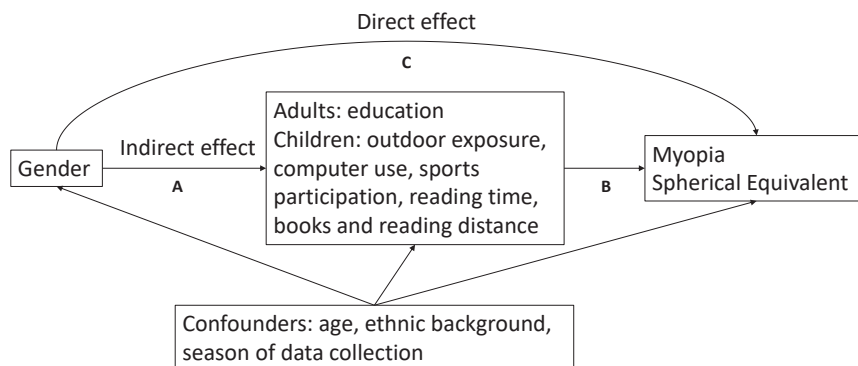 Direct effect
C
Adults: education
Children: outdoor exposure,
computer use, sports
participation, reading time,
books and reading distance
Indirect effect
Gender
A
B
Myopia
Spherical Equivalent
Confounders: age, ethnic background,
season of data collection